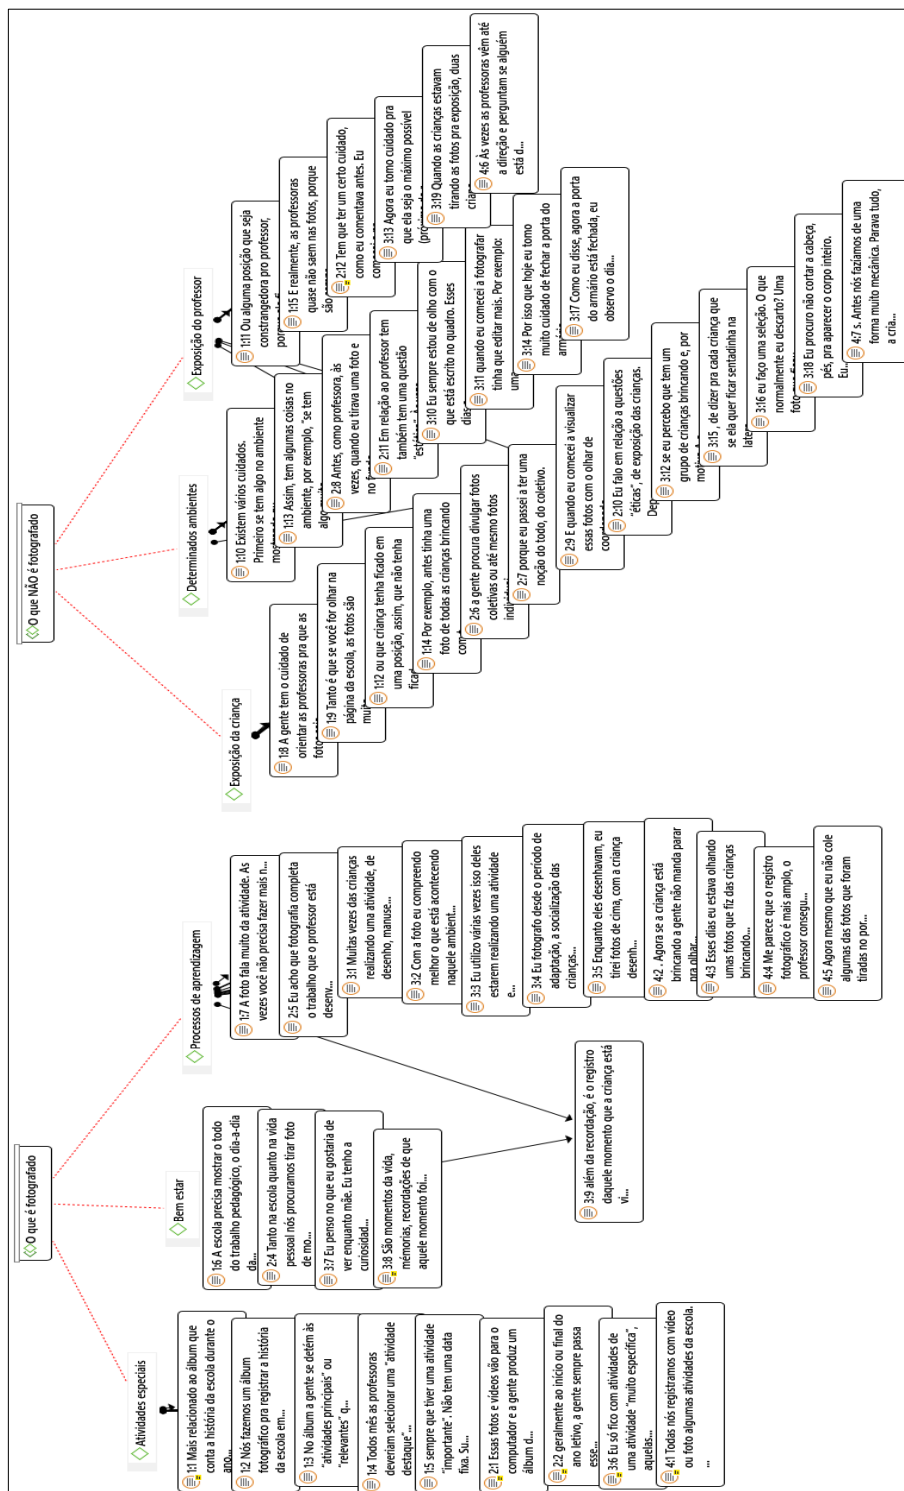 O que é fotografado
Atividades especiais
1:1 Mais relacionado ao álbum que
conta a história da escola durante o
ano...
1:2 Nós fazemos um álbum
fotográfico pra registrar a história
da escola em...
1:3 No álbum a gente se detém às
"atividades principais" ou
"relevantes" q...
1:4 Todos mês as professoras
deveriam selecionar uma "atividade
destaque"...
1:5 sempre que tiver uma atividade
"importante". Não tem uma data
fixa. Su...
2:1 Essas fotos e vídeos vão para o
computador e a gente produz um
álbum d...
2:2 geralmente ao início ou final do
ano letivo, a gente sempre passa
esse...
3:6 Eu só fico com atividades de
uma atividade "muito específica",
aquelas...
4:1 Todas nós registramos com vídeo
ou foto algumas atividades da escola.
...
Bem estar
1:6 A escola precisa mostrar o todo
do trabalho pedagógico, o dia-a-dia
da...
2:4 Tanto na escola quanto na vida
pessoal nós procuramos tirar foto
de mo...
3:7 Eu penso no que eu gostaria de
ver enquanto mãe. Eu tenho a
curiosidad...
3:8 São momentos da vida,
mémorias, recordações de que
aquele momento foi...
Processos de aprendizagem
1:7 A foto fala muito da atividade. As
vezes você não precisa fazer mais n...
2:5 Eu acho que fotografia completa
o trabalho que o professor está
desenv...
3:1 Muitas vezes das crianças
realizando uma atividade, de
desenho, manuse...
3:2 Com a foto eu compreendo
melhor o que está acontecendo
naquele ambient...
3:3 Eu utilizo várias vezes isso deles
estarem realizando uma atividade
e...
3:4 Eu fotografo desde o período de
adaptação, a socialização das
crianças...
3:5 Enquanto eles desenhavam, eu
tirei fotos de cima, com a criança
desenh...
4:2 . Agora se a criança está
brincando a gente não manda parar
pra olhar...
4:3 Esses dias eu estava olhando
umas fotos que fiz das crianças
brincando...
4:4 Me parece que o registro
fotográfico é mais amplo, o
professor consegu...
4:5 Agora mesmo que eu não cole
algumas das fotos que foram
tiradas no por...
3:9 além da recordação, é o registro
daquele momento que a criança está
vi...
O que NÃO é fotografado
Exposição da criança
1:8 A gente tem o cuidado de
orientar as professoras pra que as
1:9 Tanto é que se você for olhar na
página da escola, as fotos são
1:12 ou que criança tenha ficado em
uma posição, assim, que não tenha
1:14 Por exemplo, antes tinha uma
foto de todas as crianças brincando
2:6 a gente procura divulgar fotos
coletivas ou até mesmo fotos
2:7 porque eu passei a ter uma
noção do todo, do coletivo.
2:9 E quando eu comecei a visualizar
essas fotos com o olhar de
2:10 Eu falo em relação a questões
"éticas", de exposição das crianças.
3:12 se eu percebo que tem um
grupo de crianças brincando e, por
3:15 , de dizer pra cada criança que
se ela quer ficar sentadinha na
3:16 eu faço uma seleção. O que
normalmente eu descarto? Uma
3:18 Eu procuro não cortar a cabeça,
pés, pra aparecer o corpo inteiro.
Eu...
4:7 s. Antes nós fazíamos de uma
forma muito mecânica. Parava tudo,
a cria...
Determinados ambientes
1:10 Existem vários cuidados.
Primeiro se tem algo no ambiente
1:13 Assim, tem algumas coisas no
ambiente, por exemplo, "se tem
2:8 Antes, como professora, às
vezes, quando eu tirava uma foto e
2:11 Em relação ao professor tem
também tem uma questão
3:10 Eu sempre estou de olho com o
que está escrito no quadro. Esses
3:11 quando eu comecei a fotografar
tinha que editar mais. Por exemplo:
3:14 Por isso que hoje eu tomo
muito cuidado de fechar a porta do
3:17 Como eu disse, agora a porta
do armário está fechada, eu
observo o dia...
Exposição do professor
1:11 Ou alguma posição que seja
constrangedora pro professor,
1:15 E realmente, as professoras
quase não saem nas fotos, porque
são
2:12 Tem que ter um certo cuidado,
como eu comentava antes. Eu
3:13 Agora eu tomo cuidado pra
que ela seja o máximo possível
3:19 Quando as crianças estavam
tirando as fotos pra exposição, duas
4:6 Às vezes as professoras vêm até
a direção e perguntam se alguém
está d...